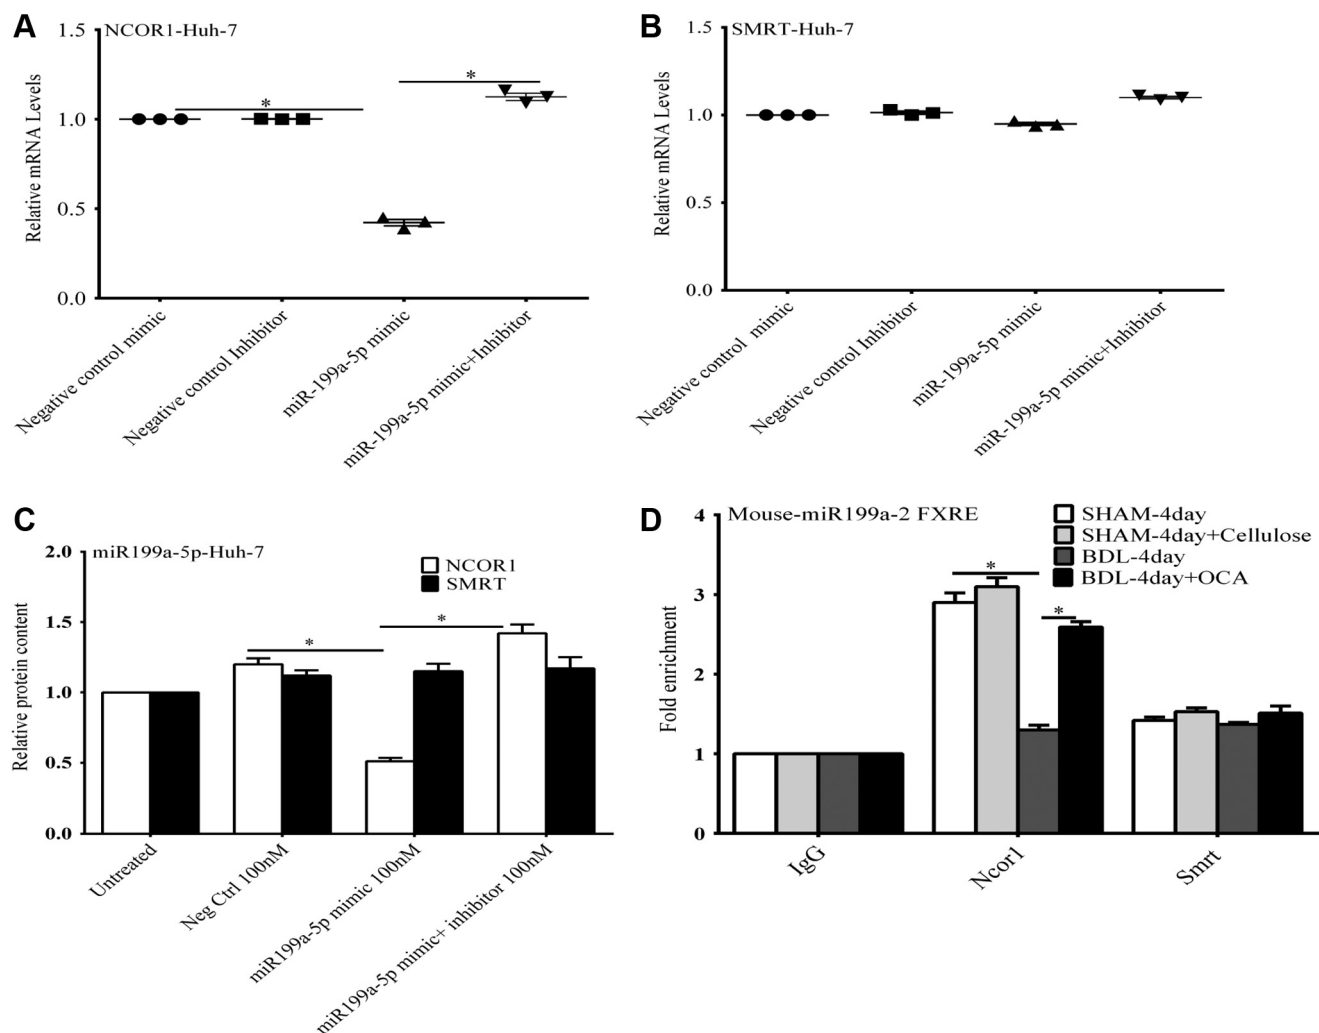 A
NCOR1-Huh-7
Relative mRNA Levels
1.5
1.0
0.5
0.0
*
*
Negative control mimic
Negative control Inhibitor
miR-199a-5p mimic
miR-199a-5p mimic+Inhibitor
B
SMRT-Huh-7
Relative mRNA Levels
1.5
1.0
0.5
0.0
Negative control mimic
Negative control Inhibitor
miR-199a-5p mimic
miR-199a-5p mimic+Inhibitor
C
miR199a-5p-Huh-7
Relative protein content
2.0
1.5
1.0
0.5
0.0
NCOR1
SMRT
*
*
Untreated
Neg Ctrl 100nM
miR199a-5p mimic 100nM
miR199a-5p mimic+ inhibitor 100nM
D
Mouse-miR199a-2 FXRE
Fold enrichment
4
3
2
1
0
SHAM-4day
SHAM-4day+Cellulose
BDL-4day
BDL-4day+OCA
*
*
IgG
Ncor1
Smrt